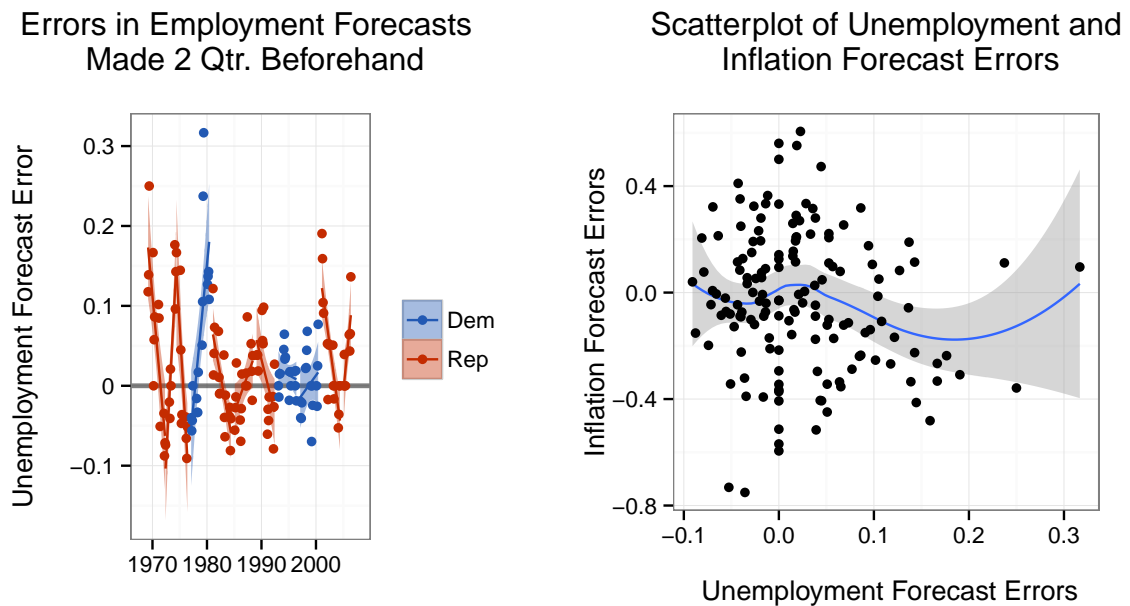 Errors in Employment Forecasts
Made 2 Qtr. Beforehand
Unemployment Forecast Error
0.3
0.2
0.1
0
−0.1
1970 1980 1990 2000
Dem
Rep
Scatterplot of Unemployment and
Inflation Forecast Errors
Inflation Forecast Errors
0.4
0.0
−0.4
−0.8
−0.1 0.0 0.1 0.2 0.3
Unemployment Forecast Errors